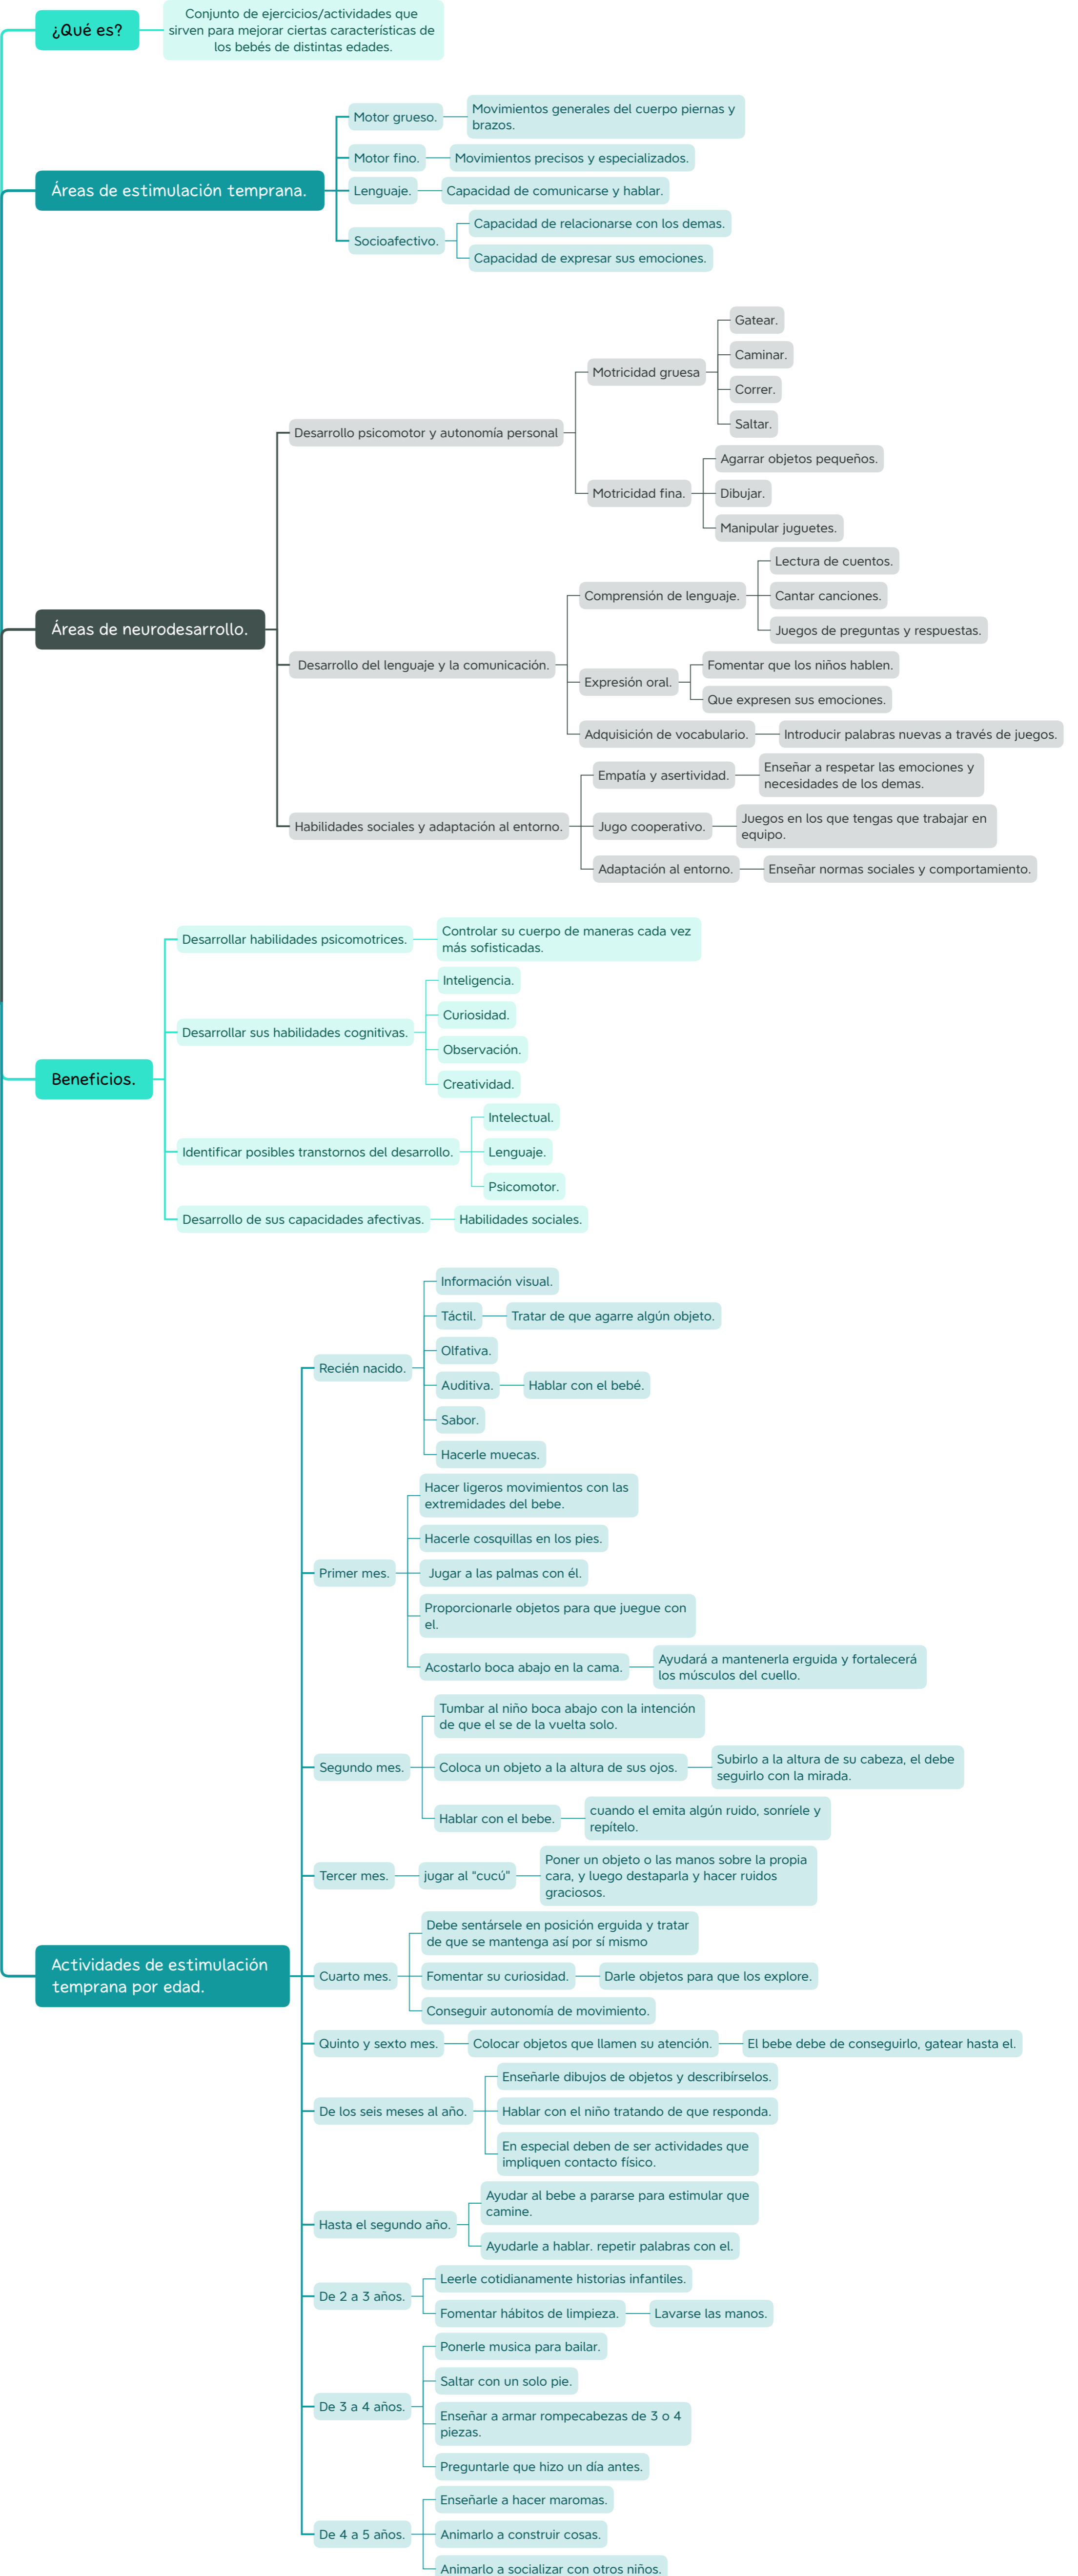 ¿Qué es?
Conjunto de ejercicios/actividades que
sirven para mejorar ciertas características de
los bebés de distintas edades.
Áreas de estimulación temprana.
Motor grueso.
Movimientos generales del cuerpo piernas y
brazos.
Motor fino.
Movimientos precisos y especializados.
Lenguaje.
Capacidad de comunicarse y hablar.
Socioafectivo.
Capacidad de relacionarse con los demas.
Capacidad de expresar sus emociones.
Áreas de neurodesarrollo.
Desarrollo psicomotor y autonomía personal
Motricidad gruesa
Gatear.
Caminar.
Correr.
Saltar.
Motricidad fina.
Agarrar objetos pequeños.
Dibujar.
Manipular juguetes.
Desarrollo del lenguaje y la comunicación.
Comprensión de lenguaje.
Lectura de cuentos.
Cantar canciones.
Juegos de preguntas y respuestas.
Expresión oral.
Fomentar que los niños hablen.
Que expresen sus emociones.
Adquisición de vocabulario.
Introducir palabras nuevas a través de juegos.
Habilidades sociales y adaptación al entorno.
Empatía y asertividad.
Enseñar a respetar las emociones y
necesidades de los demas.
Jugo cooperativo.
Juegos en los que tengas que trabajar en
equipo.
Adaptación al entorno.
Enseñar normas sociales y comportamiento.
Beneficios.
Desarrollar habilidades psicomotrices.
Controlar su cuerpo de maneras cada vez
más sofisticadas.
Desarrollar sus habilidades cognitivas.
Inteligencia.
Curiosidad.
Observación.
Creatividad.
Identificar posibles transtornos del desarrollo.
Intelectual.
Lenguaje.
Psicomotor.
Desarrollo de sus capacidades afectivas.
Habilidades sociales.
Actividades de estimulación
temprana por edad.
Recién nacido.
Información visual.
Táctil.
Tratar de que agarre algún objeto.
Olfativa.
Auditiva.
Hablar con el bebé.
Sabor.
Hacerle muecas.
Primer mes.
Hacer ligeros movimientos con las
extremidades del bebe.
Hacerle cosquillas en los pies.
Jugar a las palmas con él.
Proporcionarle objetos para que juegue con
el.
Acostarlo boca abajo en la cama.
Ayudará a mantenerla erguida y fortalecerá
los músculos del cuello.
Segundo mes.
Tumbar al niño boca abajo con la intención
de que el se de la vuelta solo.
Coloca un objeto a la altura de sus ojos.
Subirlo a la altura de su cabeza, el debe
seguirlo con la mirada.
Hablar con el bebe.
cuando el emita algún ruido, sonríele y
repítelo.
Tercer mes.
jugar al “cucú”
Poner un objeto o las manos sobre la propia
cara, y luego destaparla y hacer ruidos
graciosos.
Cuarto mes.
Debe sentársele en posición erguida y tratar
de que se mantenga así por sí mismo
Fomentar su curiosidad.
Darle objetos para que los explore.
Conseguir autonomía de movimiento.
Quinto y sexto mes.
Colocar objetos que llamen su atención.
El bebe debe de conseguirlo, gatear hasta el.
De los seis meses al año.
Enseñarle dibujos de objetos y describírselos.
Hablar con el niño tratando de que responda.
En especial deben de ser actividades que
impliquen contacto físico.
Hasta el segundo año.
Ayudar al bebe a pararse para estimular que
camine.
Ayudarle a hablar. repetir palabras con el.
De 2 a 3 años.
Leerle cotidianamente historias infantiles.
Fomentar hábitos de limpieza.
Lavarse las manos.
De 3 a 4 años.
Ponerle musica para bailar.
Saltar con un solo pie.
Enseñar a armar rompecabezas de 3 o 4
piezas.
Preguntarle que hizo un día antes.
De 4 a 5 años.
Enseñarle a hacer maromas.
Animarlo a construir cosas.
Animarlo a socializar con otros niños.